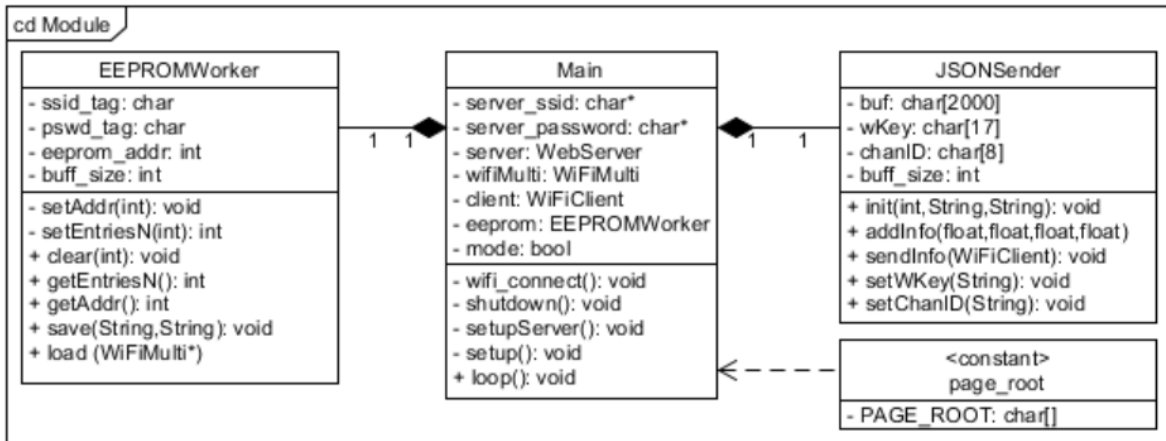 cd Module
EEPROMWorker
- ssid_tag: char
- pswd_tag: char
- eeprom_addr: int
- buff_size: int
- setAddr(int): void
- setEntriesN(int): int
+ clear(int): void
+ getEntriesN(): int
+ getAddr(): int
+ save(String,String): void
+ load (WiFiMulti*)
1 1
Main
- server_ssid: char*
- server_password: char*
- server: WebServer
- wifiMulti: WiFiMulti
- client: WiFiClient
- eeprom: EEPROMWorker
- mode: bool
- wifi_connect(): void
- shutdown(): void
- setupServer(): void
- setup(): void
+ loop(): void
1 1
JSONSender
- buf: char[2000]
- wKey: char[17]
- chanID: char[8]
- buff_size: int
+ init(int,String,String): void
+ addInfo(float,float,float,float)
+ sendInfo(WiFiClient): void
+ setWKey(String): void
+ setChanID(String): void
<constant>
page_root
- PAGE_ROOT: char[]